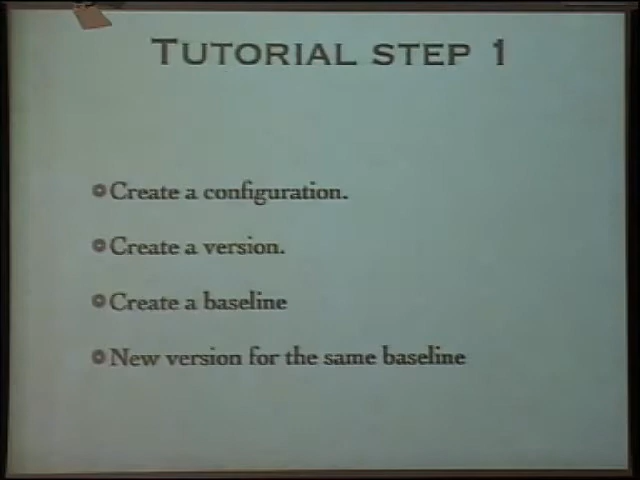 TUTORIAL STEP 1
Create a configuration.
Create a version.
Create a baseline
New version for the same baseline